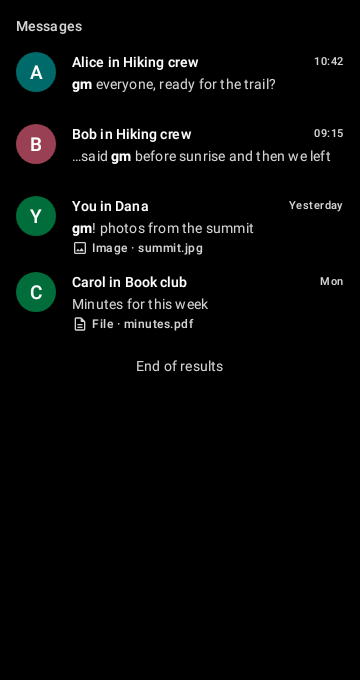 Messages
A
Alice in Hiking crew
10:42
gm everyone, ready for the trail?
B
Bob in Hiking crew
09:15
…said gm before sunrise and then we left
Y
You in Dana
Yesterday
gm! photos from the summit
Image · summit.jpg
C
Carol in Book club
Mon
Minutes for this week
File · minutes.pdf
End of results